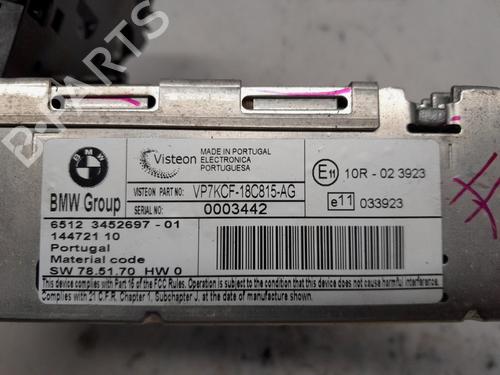 B-PARTS
BMW
BMW Group
Visteon
MADE IN PORTUGAL
ELECTRONICA
PORTUGUESA
VISTEON PART NO: VP7KCF-18C815-AG
SERIAL NO: 0003442
E11 10R - 02 3923
e11 033923
6512 3452697 - 01
144721 10
Portugal
Material code
SW 78.51.70 HW 0
This device complies with Part 15 of the FCC Rules. Operation is subject to the conditions that this device does not cause harmful interference.
Complies with 21 C.F.R. Chapter 1, Subchapter J, at the date of manufacture.